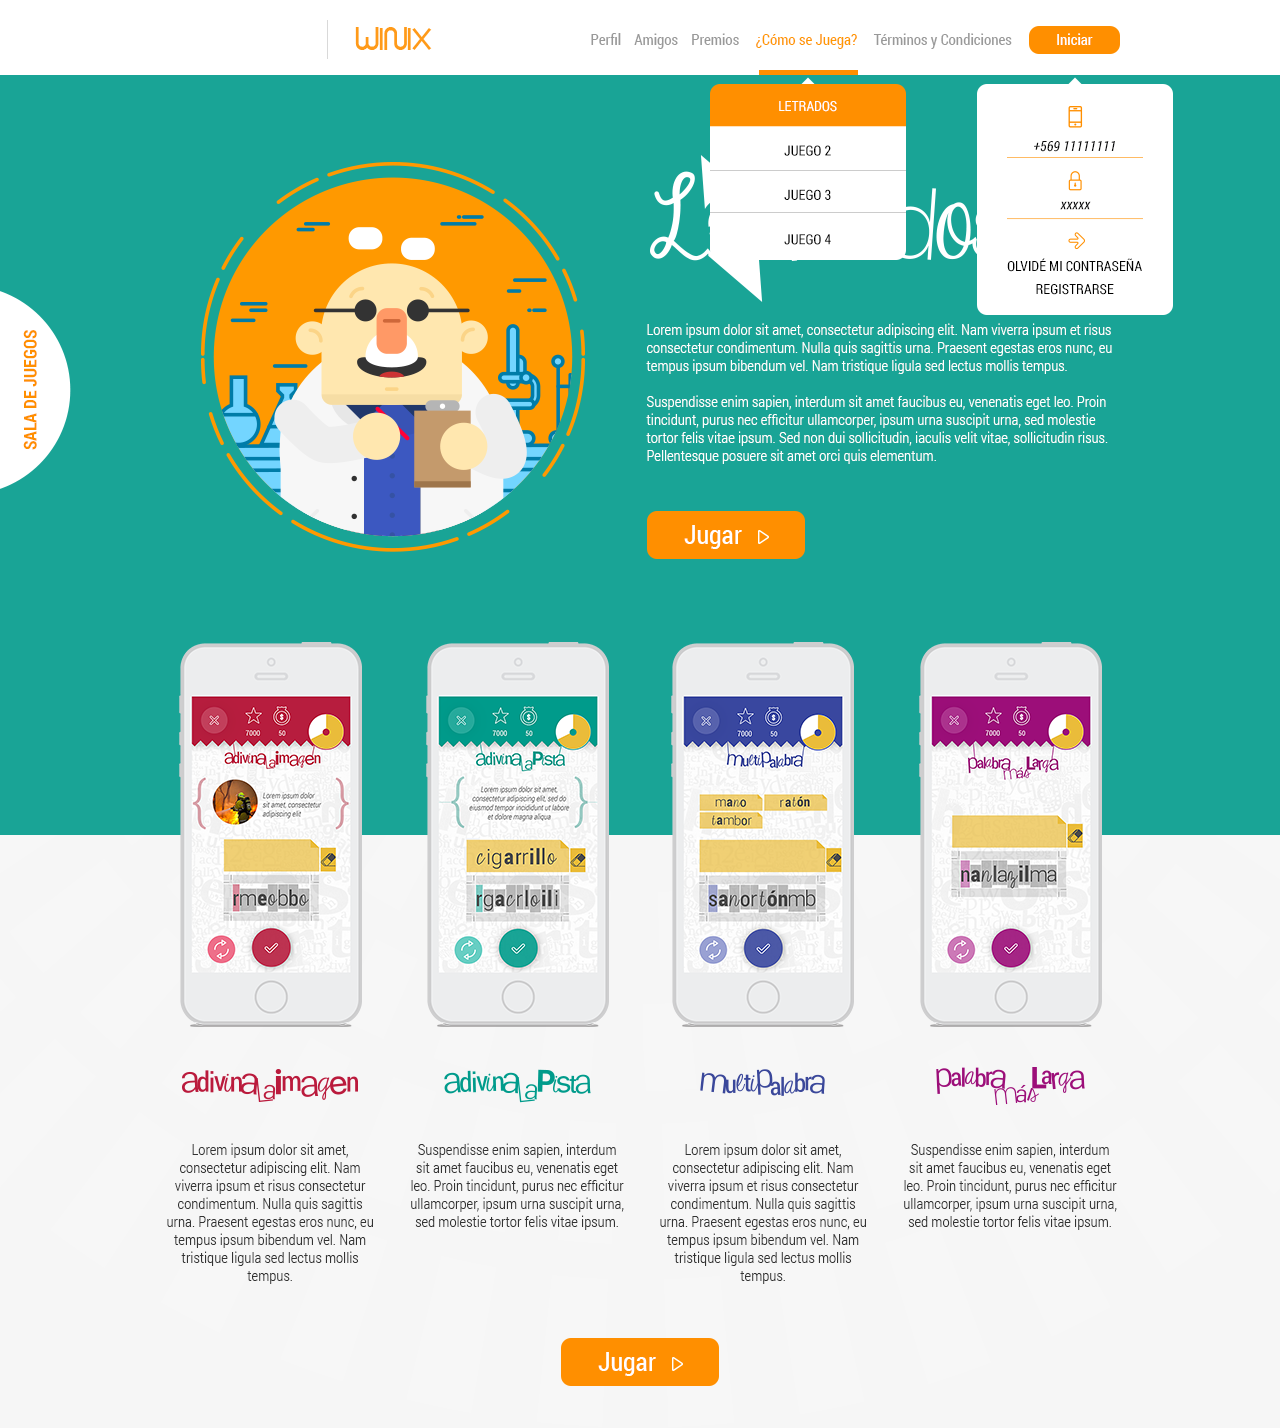 WINIX
Perfil Amigos Premios ¿Cómo se Juega? Términos y Condiciones Iniciar
LETRADOS
JUEGO 2
JUEGO 3
JUEGO 4
+569 11111111
xxxxx
OLVIDÉ MI CONTRASEÑA
REGISTRARSE
SALA DE JUEGOS
Lorem ipsum dolor sit amet, consectetur adipiscing elit. Nam viverra ipsum et risus
consectetur condimentum. Nulla quis sagittis urna. Praesent egestas eros nunc, eu
tempus ipsum bibendum vel. Nam tristique ligula sed lectus mollis tempus.
Suspendisse enim sapien, interdum sit amet faucibus eu, venenatis eget leo. Proin
tincidunt, purus nec efficitur ullamcorper, ipsum urna suscipit urna, sed molestie
tortor felis vitae ipsum. Sed non dui sollicitudin, iaculis velit vitae, sollicitudin risus.
Pellentesque posuere sit amet orci quis elementum.
Jugar
7000 50
adivina La imagen
Lorem ipsum dolor
sit amet, consectetur
adipiscing elit
rmeobbo
7000 50
adivina La Pista
Lorem ipsum dolor sit amet,
consectetur adipiscing elit, sed do
eiusmod tempor incididunt ut labore
et dolore magna aliqua
cigarrillo
rgacrloili
7000 50
multiPalabra
mano ratón
tambor
sanortónmb
7000 50
palabra más Larga
nanlazilma
adivina La imagen
adivina La Pista
multiPalabra
palabra más Larga
Lorem ipsum dolor sit amet,
consectetur adipiscing elit. Nam
viverra ipsum et risus consectetur
condimentum. Nulla quis sagittis
urna. Praesent egestas eros nunc, eu
tempus ipsum bibendum vel. Nam
tristique ligula sed lectus mollis
tempus.
Suspendisse enim sapien, interdum
sit amet faucibus eu, venenatis eget
leo. Proin tincidunt, purus nec efficitur
ullamcorper, ipsum urna suscipit urna,
sed molestie tortor felis vitae ipsum.
Lorem ipsum dolor sit amet,
consectetur adipiscing elit. Nam
viverra ipsum et risus consectetur
condimentum. Nulla quis sagittis
urna. Praesent egestas eros nunc, eu
tempus ipsum bibendum vel. Nam
tristique ligula sed lectus mollis
tempus.
Suspendisse enim sapien, interdum
sit amet faucibus eu, venenatis eget
leo. Proin tincidunt, purus nec efficitur
ullamcorper, ipsum urna suscipit urna,
sed molestie tortor felis vitae ipsum.
Jugar